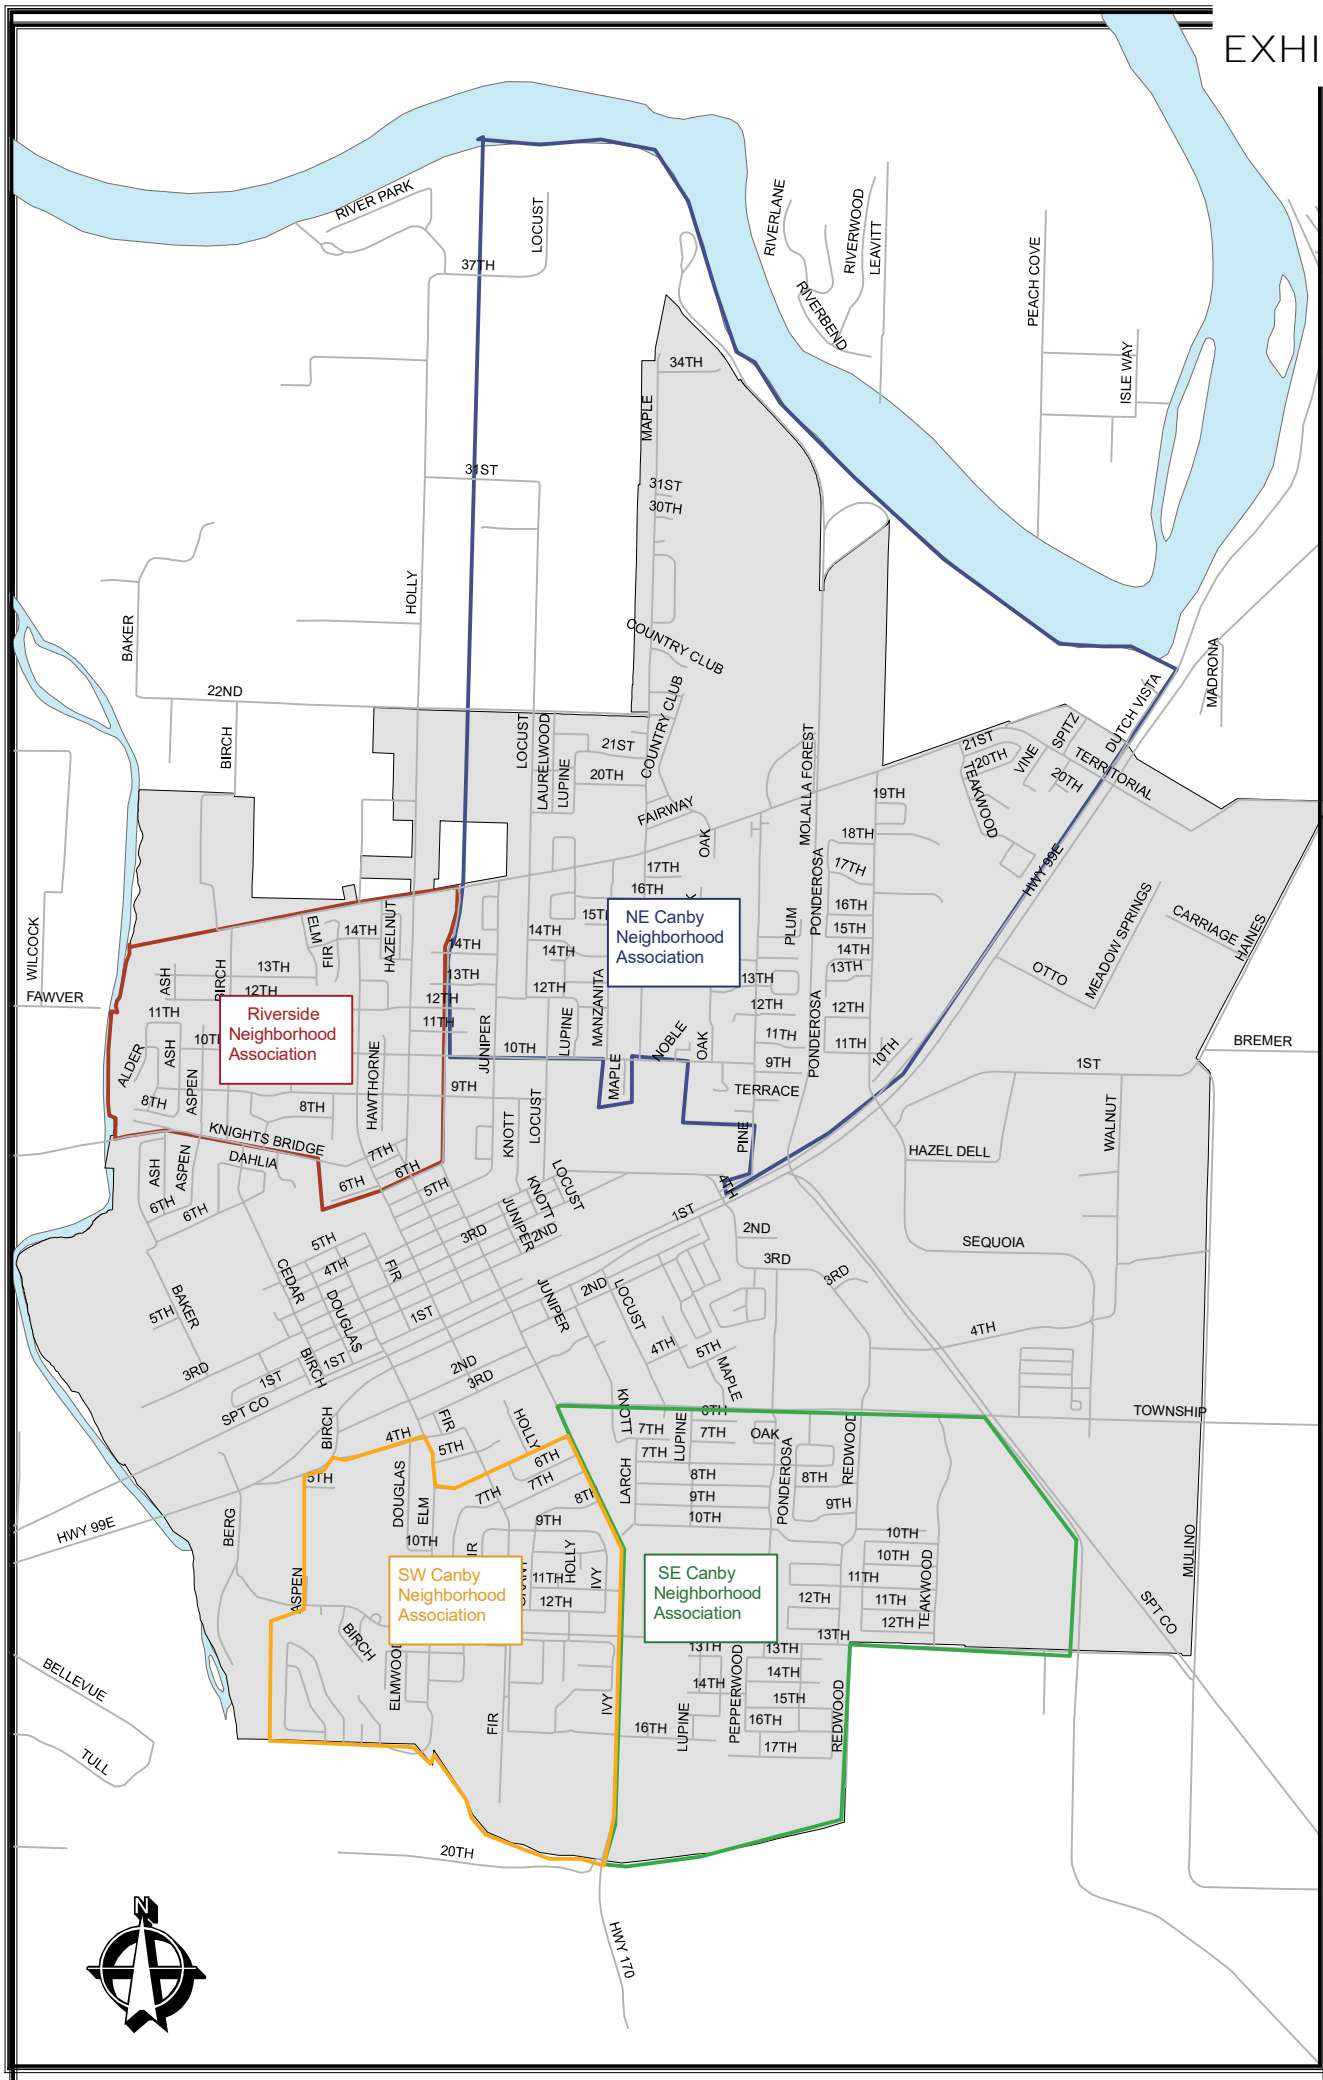 EXHI
RIVER PARK
LOCUST
37TH
RIVERLANE
RIVERWOOD
LEAVITT
RIVERBEND
PEACH COVE
ISLE WAY
34TH
MAPLE
31ST
31ST
30TH
HOLLY
BAKER
COUNTRY CLUB
MADRONA
22ND
BIRCH
COUNTRY CLUB
LOCUST
LAURELWOOD
LUPINE
21ST
20TH
FAIRWAY
OAK
MOLALLA FOREST
21ST
20TH
TEAKWOOD
VINE
SPITZ
20TH
DUTCH VISTA
TERRITORIAL
19TH
18TH
17TH
HWY 99E
17TH
16TH
PONDEROSA
PLUM
16TH
15TH
14TH
13TH
MEADOW SPRINGS
CARRIAGE
HAINES
OTTO
NE Canby
Neighborhood
Association
WILCOCK
FAWVER
ELM
FIR
14TH
HAZELNUT
14TH
13TH
12TH
11TH
14TH
14TH
12TH
ASH
13TH
BIRCH
12TH
11TH
Riverside
Neighborhood
Association
ALDER
ASH
ASPEN
8TH
8TH
HAWTHORNE
JUNIPER
10TH
LUPINE
MANZANITA
MAPLE
NOBLE
OAK
13TH
12TH
11TH
9TH
TERRACE
PONDEROSA
12TH
11TH
10TH
BREMER
1ST
WALNUT
HAZEL DELL
9TH
KNOTT
LOCUST
PINE
4TH
KNIGHTS BRIDGE
DAHLIA
7TH
6TH
6TH
5TH
ASH
ASPEN
6TH
6TH
KNOTT
LOCUST
JUNIPER
2ND
3RD
1ST
2ND
3RD
3RD
SEQUOIA
5TH
4TH
FIR
CEDAR
DOUGLAS
BAKER
5TH
3RD
1ST
BIRCH
1ST
1ST
SPT CO
JUNIPER
2ND
LOCUST
4TH
5TH
MAPLE
4TH
2ND
3RD
TOWNSHIP
BIRCH
4TH
FIR
5TH
HOLLY
6TH
7TH
7TH
8TH
KNOTT
7TH
7TH
LUPINE
6TH
7TH
OAK
8TH
9TH
10TH
LARCH
PONDEROSA
8TH
9TH
REDWOOD
HWY 99E
BERG
5TH
DOUGLAS
ELM
10TH
9TH
HOLLY
IVY
11TH
12TH
10TH
10TH
11TH
11TH
12TH
12TH
TEAKWOOD
MULINO
SPT CO
SW Canby
Neighborhood
Association
SE Canby
Neighborhood
Association
ASPEN
BIRCH
ELMWOOD
FIR
IVY
13TH
13TH
13TH
14TH
14TH
15TH
16TH
16TH
17TH
LUPINE
PEPPERWOOD
REDWOOD
BELLEVUE
TULL
20TH
HWY 170
N